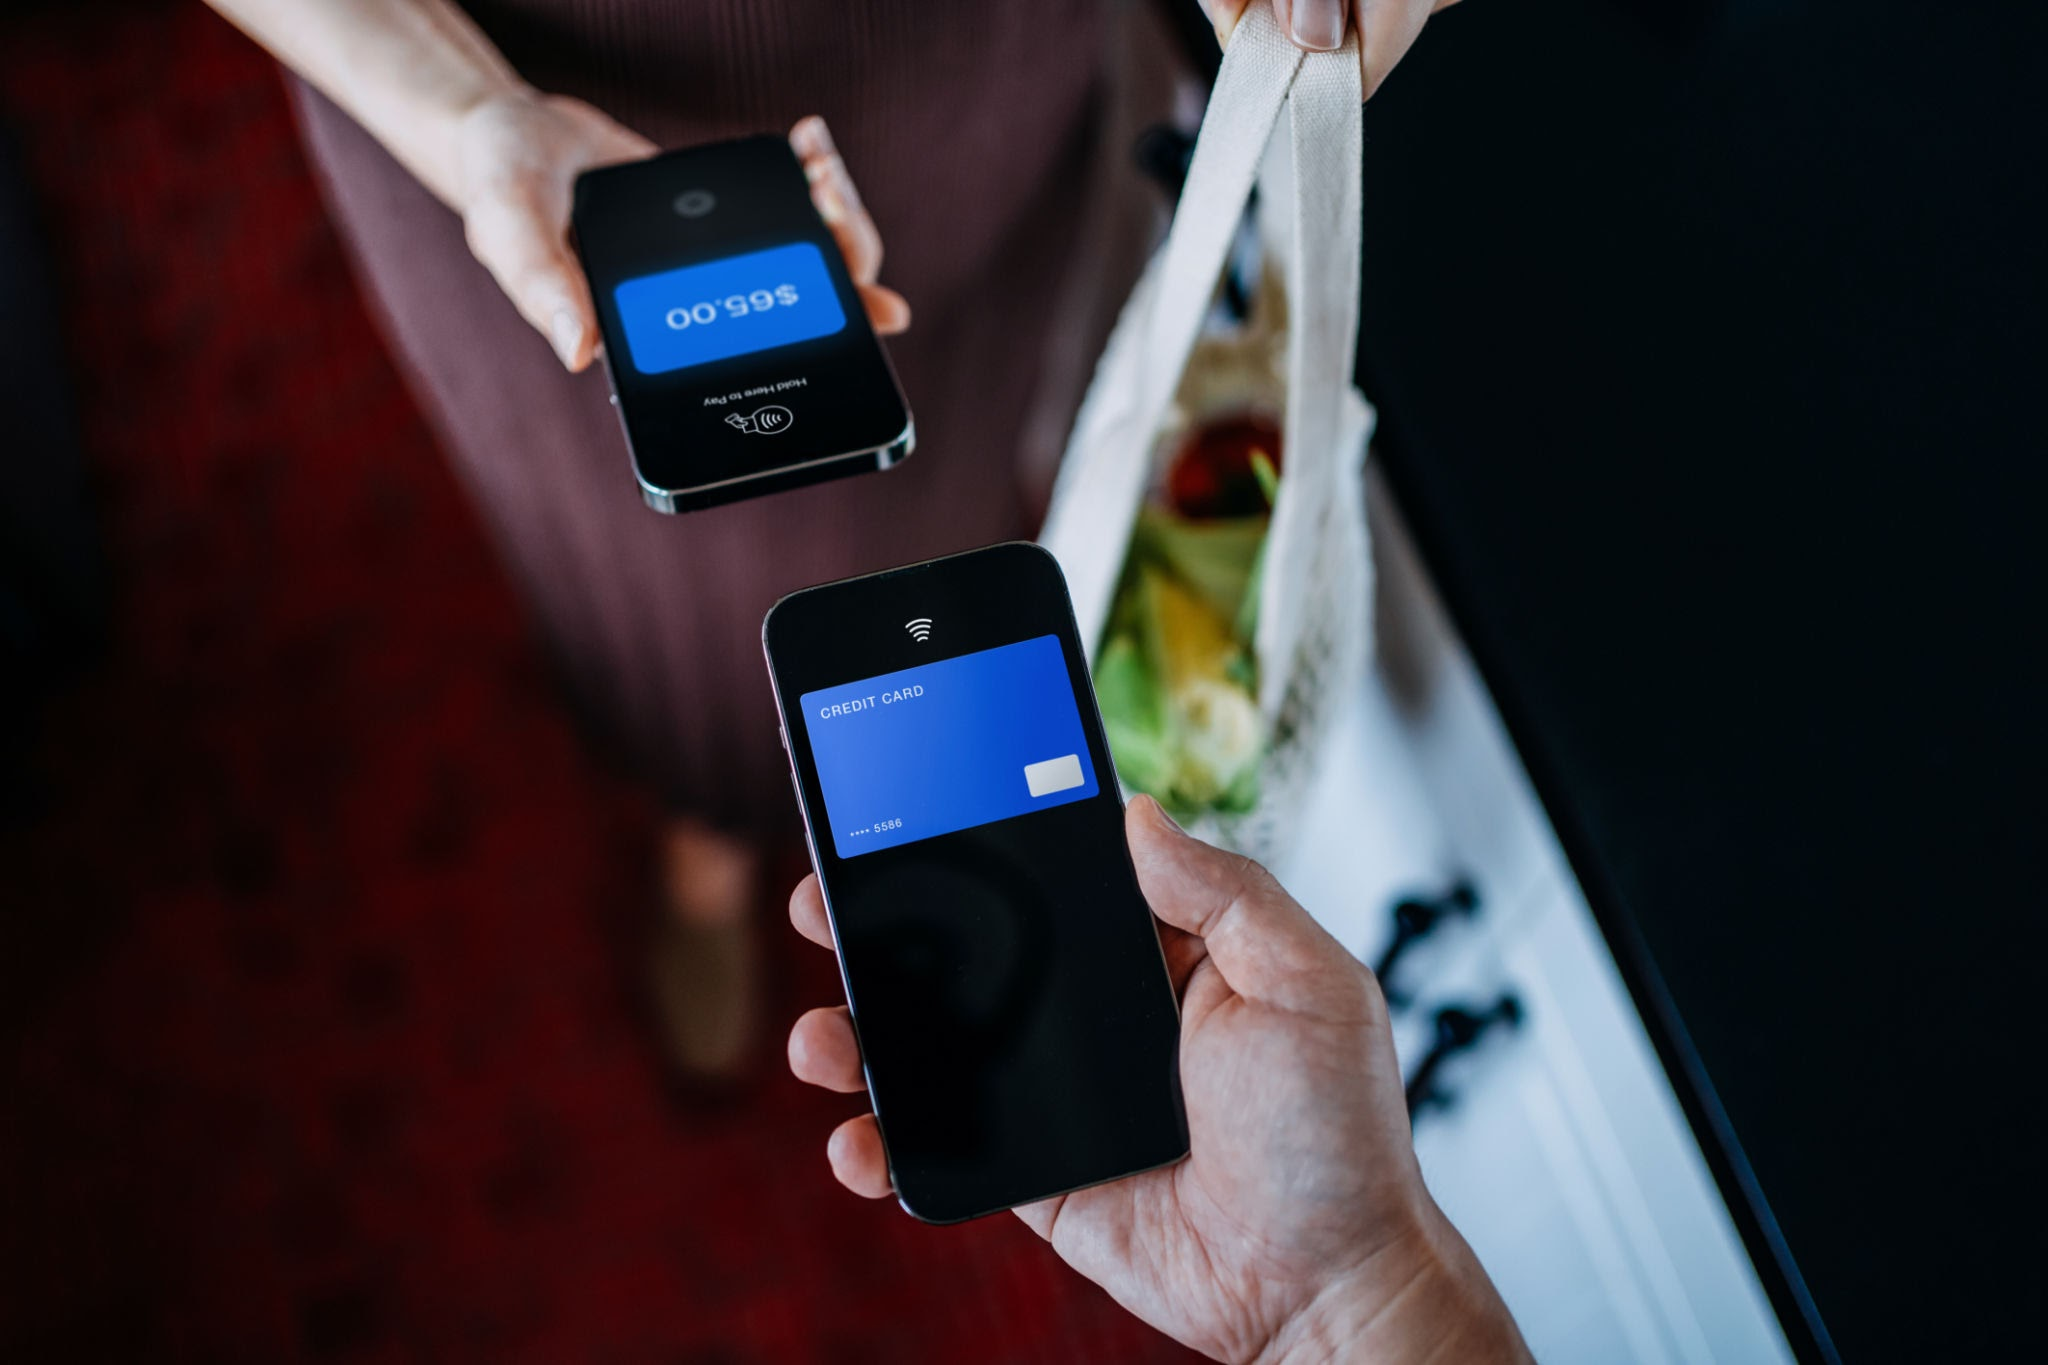 $65.00
Hold Here to Pay
CREDIT CARD
**** 5586